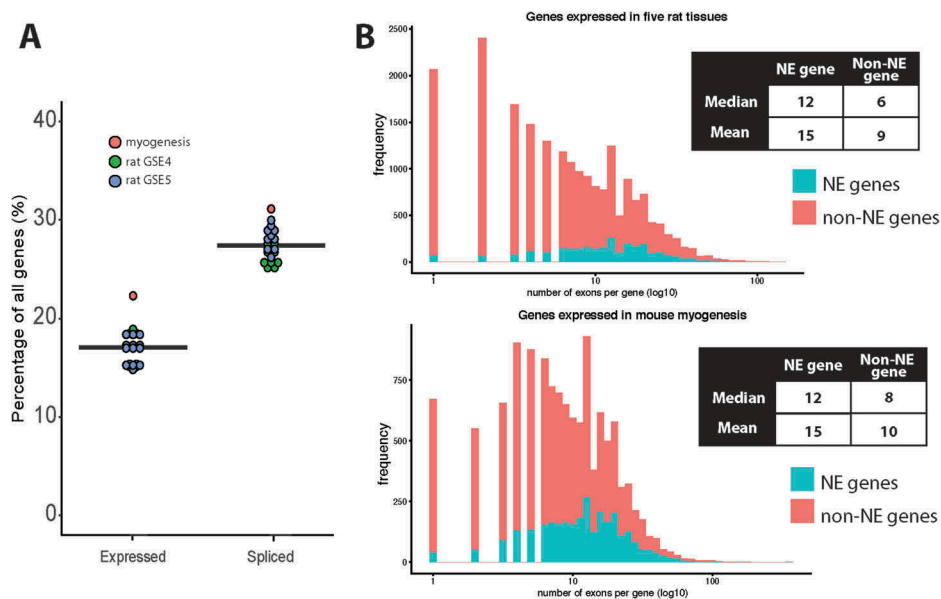 A
Percentage of all genes (%)
40
30
20
10
0
myogenesis
rat GSE4
rat GSE5
Expressed
Spliced
B
Genes expressed in five rat tissues
frequency
2500
2000
1500
1000
500
0
1
10
100
number of exons per gene (log10)
NE gene
Non-NE
gene
Median
12
6
Mean
15
9
NE genes
non-NE genes
Genes expressed in mouse myogenesis
frequency
750
500
250
0
1
10
100
number of exons per gene (log10)
NE gene
Non-NE
gene
Median
12
8
Mean
15
10
NE genes
non-NE genes